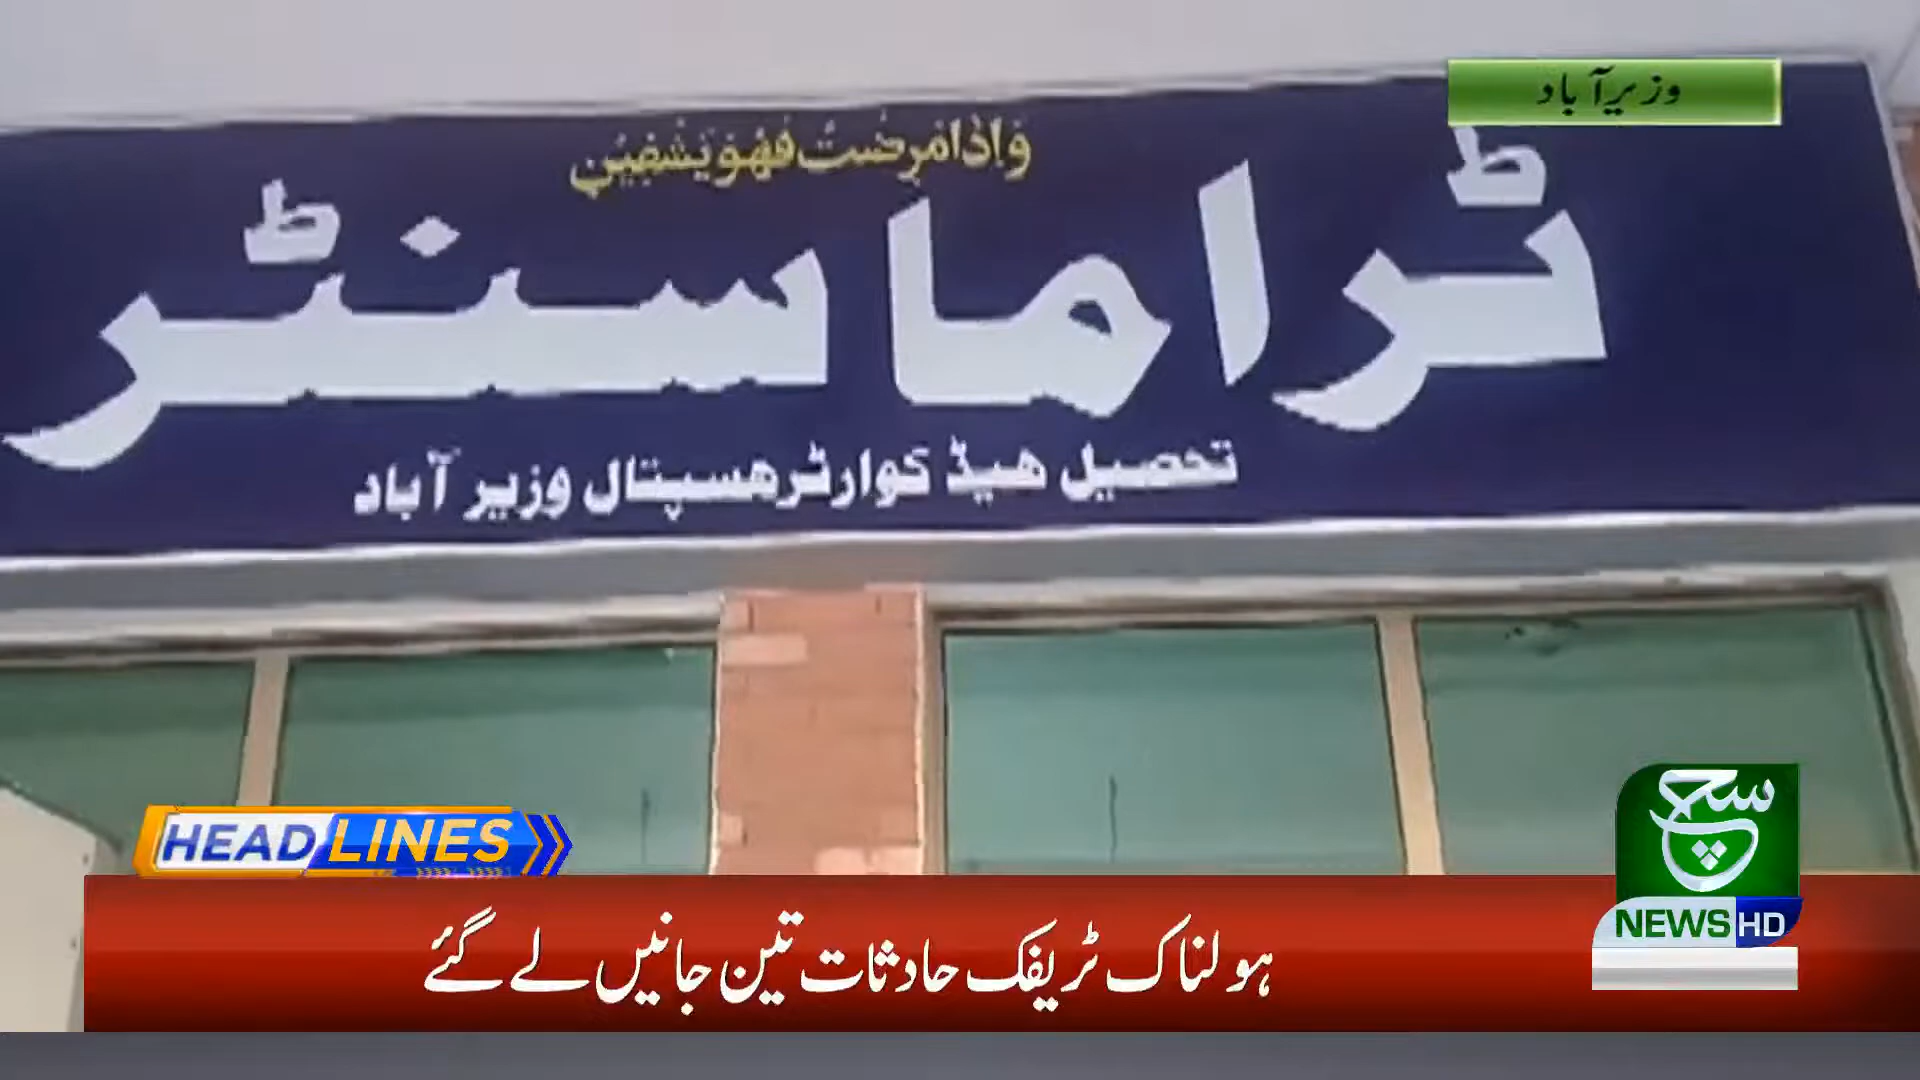 وزیرآباد
وَاِذَا مَرِضْتُ فَهُوَ يَشْفِيْنِ
ٹراما سنٹر
تحصیل ہیڈ کوارٹر ہسپتال وزیر آباد
HEADLINES
سچ
NEWS HD
ہولناک ٹریفک حادثات تین جانیں لے گئے